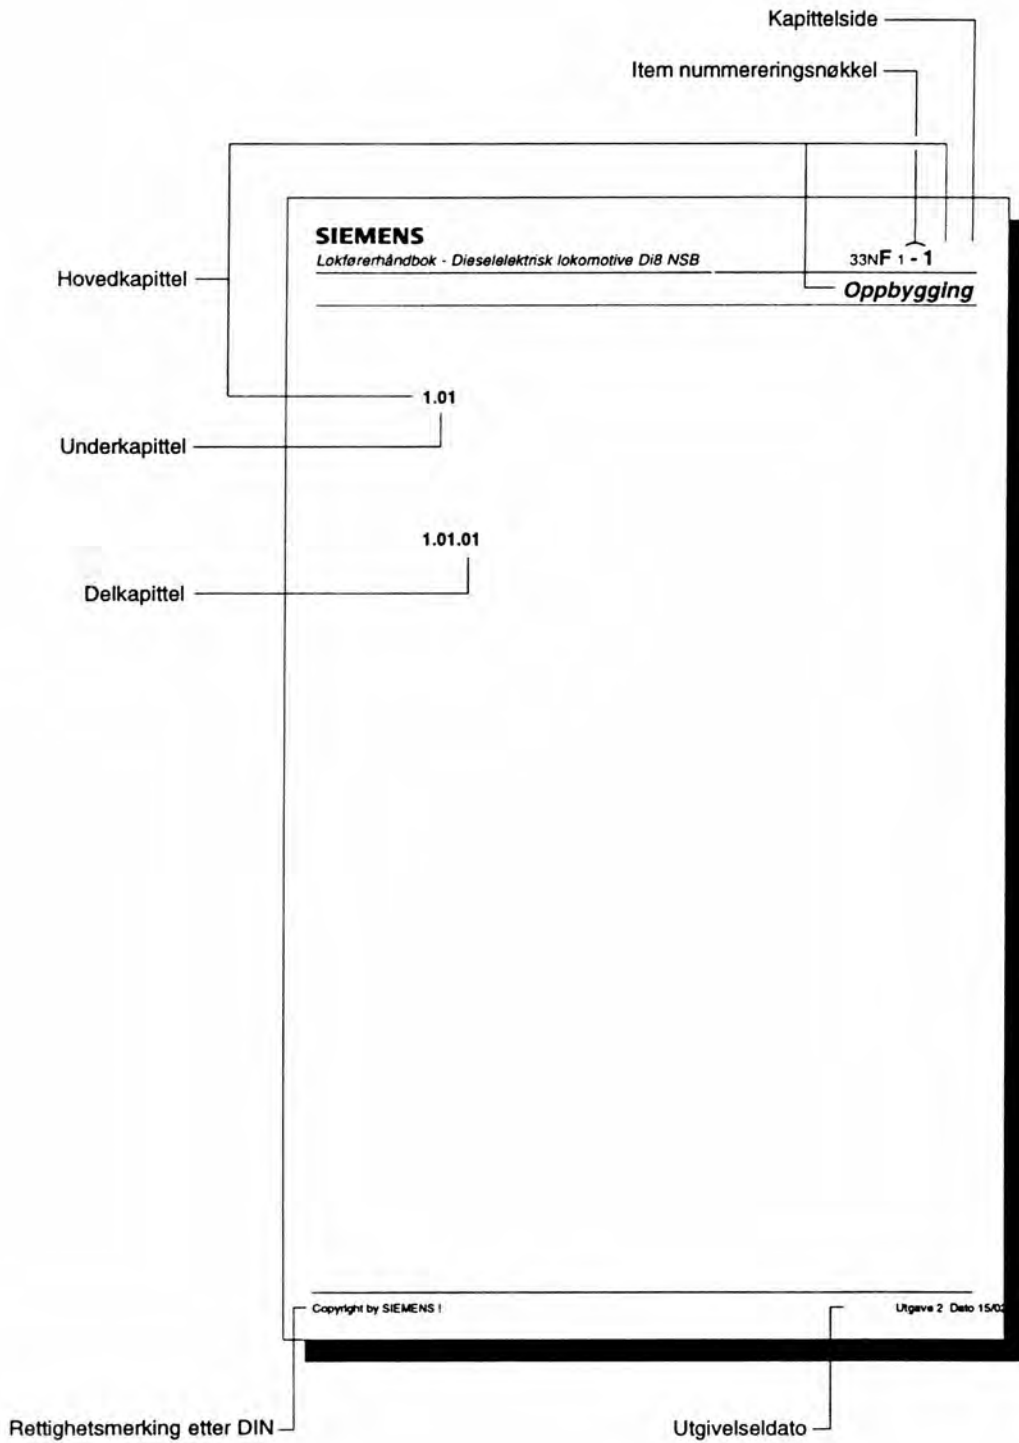 Kapittelside
Item nummereringsnøkkel
SIEMENS
Lokførerhåndbok - Dieselelektrisk lokomotive Di8 NSB
33NF 1 - 1
Hovedkapittel
Oppbygging
1.01
Underkapittel
1.01.01
Delkapittel
Copyright by SIEMENS !
Utgave 2 Dato 15/02
Rettighetsmerking etter DIN
Utgivelseldato